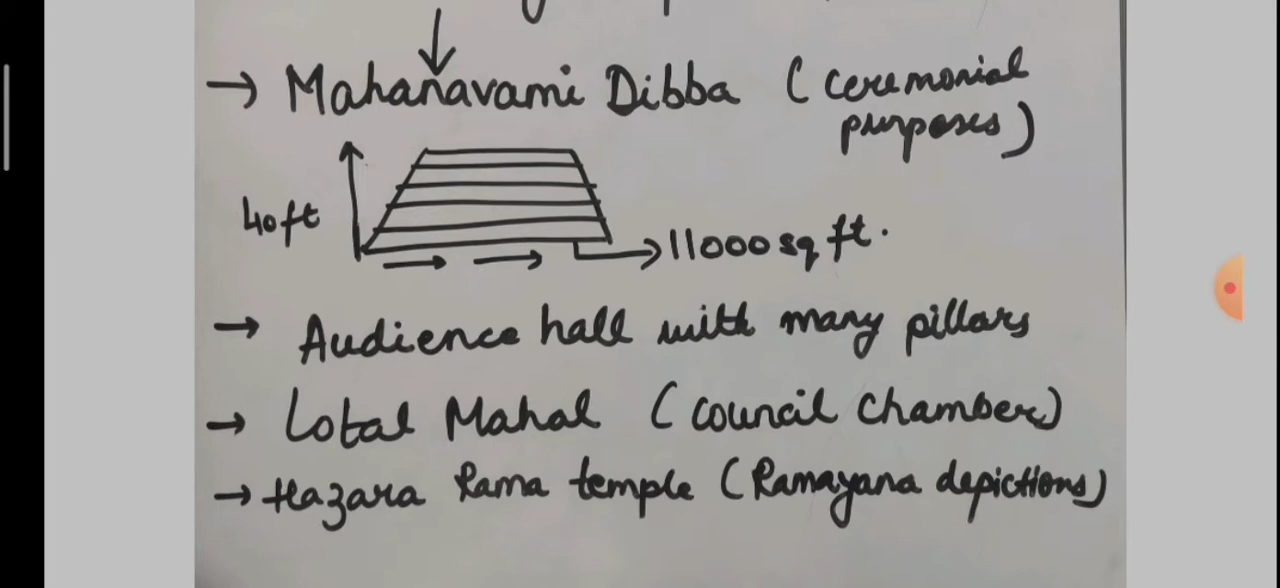 → Mahanavami Dibba (ceremonial
purposes)
40ft
→ 11000 sq ft.
→ Audience hall with many pillars
→ Lotal Mahal (council chamber)
→ Hazara Rama temple (Ramayana depictions)